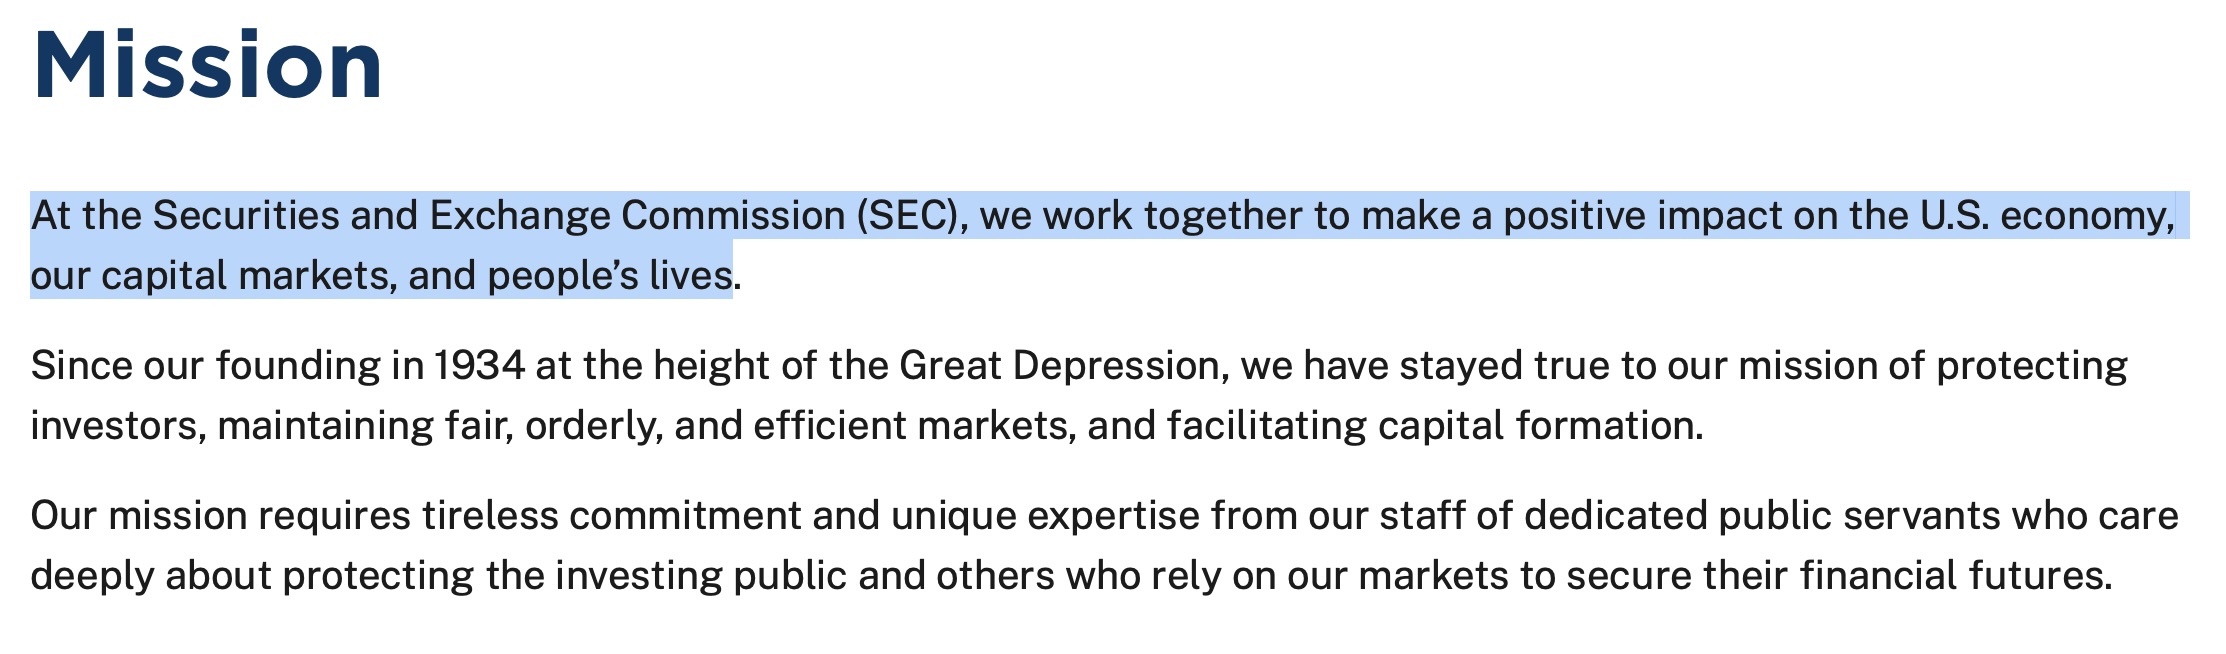 Mission
At the Securities and Exchange Commission (SEC), we work together to make a positive impact on the U.S. economy,
our capital markets, and people’s lives.
Since our founding in 1934 at the height of the Great Depression, we have stayed true to our mission of protecting
investors, maintaining fair, orderly, and efficient markets, and facilitating capital formation.
Our mission requires tireless commitment and unique expertise from our staff of dedicated public servants who care
deeply about protecting the investing public and others who rely on our markets to secure their financial futures.